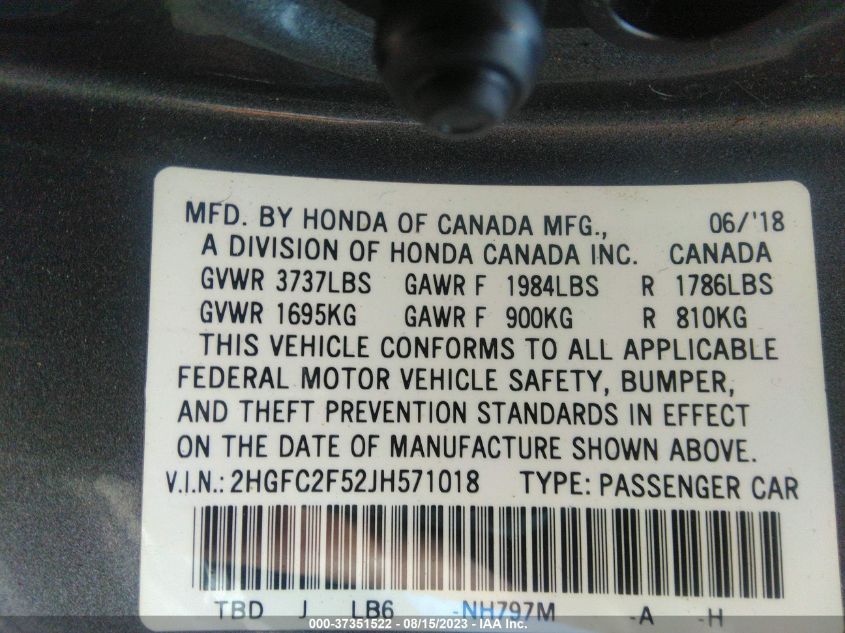 MFD. BY HONDA OF CANADA MFG., 06/'18
A DIVISION OF HONDA CANADA INC. CANADA
GVWR 3737LBS GAWR F 1984LBS R 1786LBS
GVWR 1695KG GAWR F 900KG R 810KG
THIS VEHICLE CONFORMS TO ALL APPLICABLE
FEDERAL MOTOR VEHICLE SAFETY, BUMPER,
AND THEFT PREVENTION STANDARDS IN EFFECT
ON THE DATE OF MANUFACTURE SHOWN ABOVE.
V.I.N.: 2HGFC2F52JH571018 TYPE: PASSENGER CAR
TBD J LB6 -NH797M -A -H
000-37351522 - 08/15/2023 - IAA Inc.